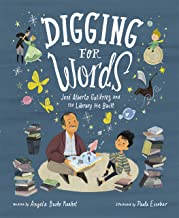 DIGGING
FOR
Words
José Alberto Gutiérrez and
the Library He Built
written by Angela Burke Kunkel
illustrated by Paola Escobar